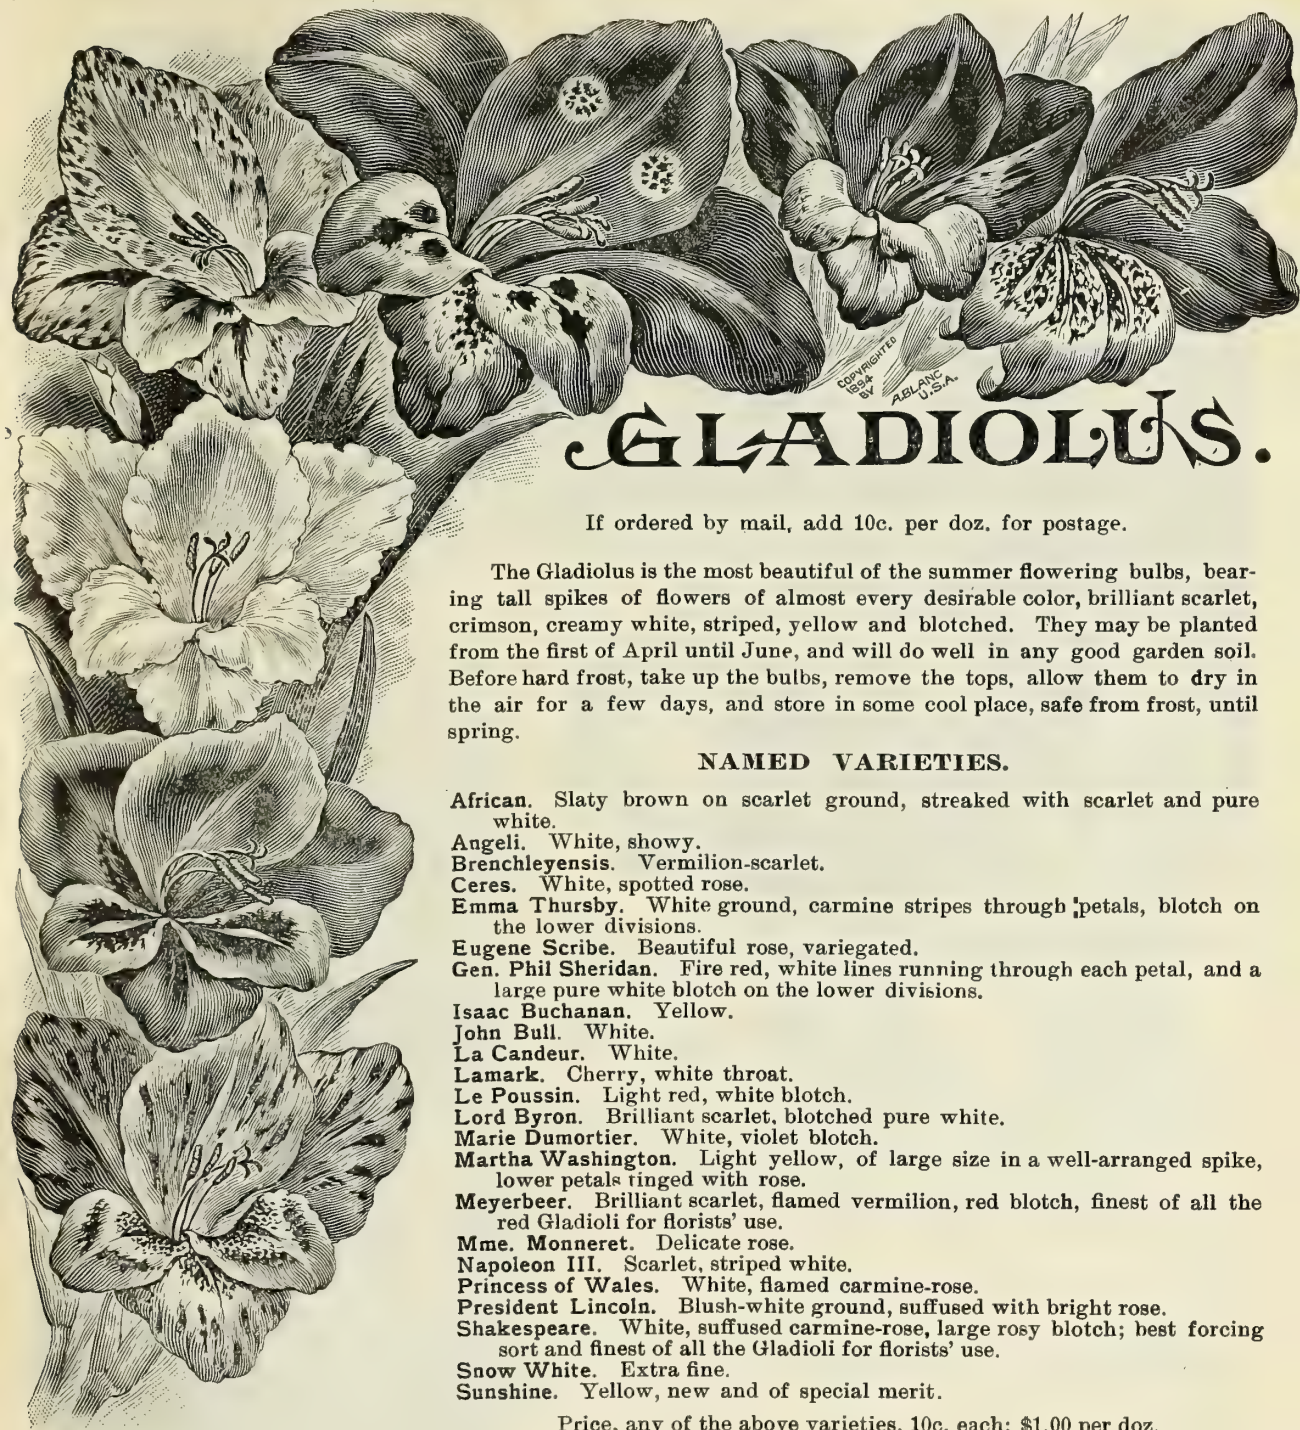 COPYRIGHTED
1894
BY A.BLANC
U.S.A.
GLADIOLUS.
If ordered by mail, add 10c. per doz. for postage.
The Gladiolus is the most beautiful of the summer flowering bulbs, bear-
ing tall spikes of flowers of almost every desirable color, brilliant scarlet,
crimson, creamy white, striped, yellow and blotched. They may be planted
from the first of April until June, and will do well in any good garden soil.
Before hard frost, take up the bulbs, remove the tops, allow them to dry in
the air for a few days, and store in some cool place, safe from frost, until
spring.
NAMED VARIETIES.
African. Slaty brown on scarlet ground, streaked with scarlet and pure
white.
Angeli. White, showy.
Brenchleyensis. Vermilion-scarlet.
Ceres. White, spotted rose.
Emma Thursby. White ground, carmine stripes through petals, blotch on
the lower divisions.
Eugene Scribe. Beautiful rose, variegated.
Gen. Phil Sheridan. Fire red, white lines running through each petal, and a
large pure white blotch on the lower divisions.
Isaac Buchanan. Yellow.
John Bull. White.
La Candeur. White.
Lamark. Cherry, white throat.
Le Poussin. Light red, white blotch.
Lord Byron. Brilliant scarlet, blotched pure white.
Marie Dumortier. White, violet blotch.
Martha Washington. Light yellow, of large size in a well-arranged spike,
lower petals tinged with rose.
Meyerbeer. Brilliant scarlet, flamed vermilion, red blotch, finest of all the
red Gladioli for florists' use.
Mme. Monneret. Delicate rose.
Napoleon III. Scarlet, striped white.
Princess of Wales. White, flamed carmine-rose.
President Lincoln. Blush-white ground, suffused with bright rose.
Shakespeare. White, suffused carmine-rose, large rosy blotch; best forcing
sort and finest of all the Gladioli for florists' use.
Snow White. Extra fine.
Sunshine. Yellow, new and of special merit.
Price, any of the above varieties, 10c. each; $1.00 per doz.